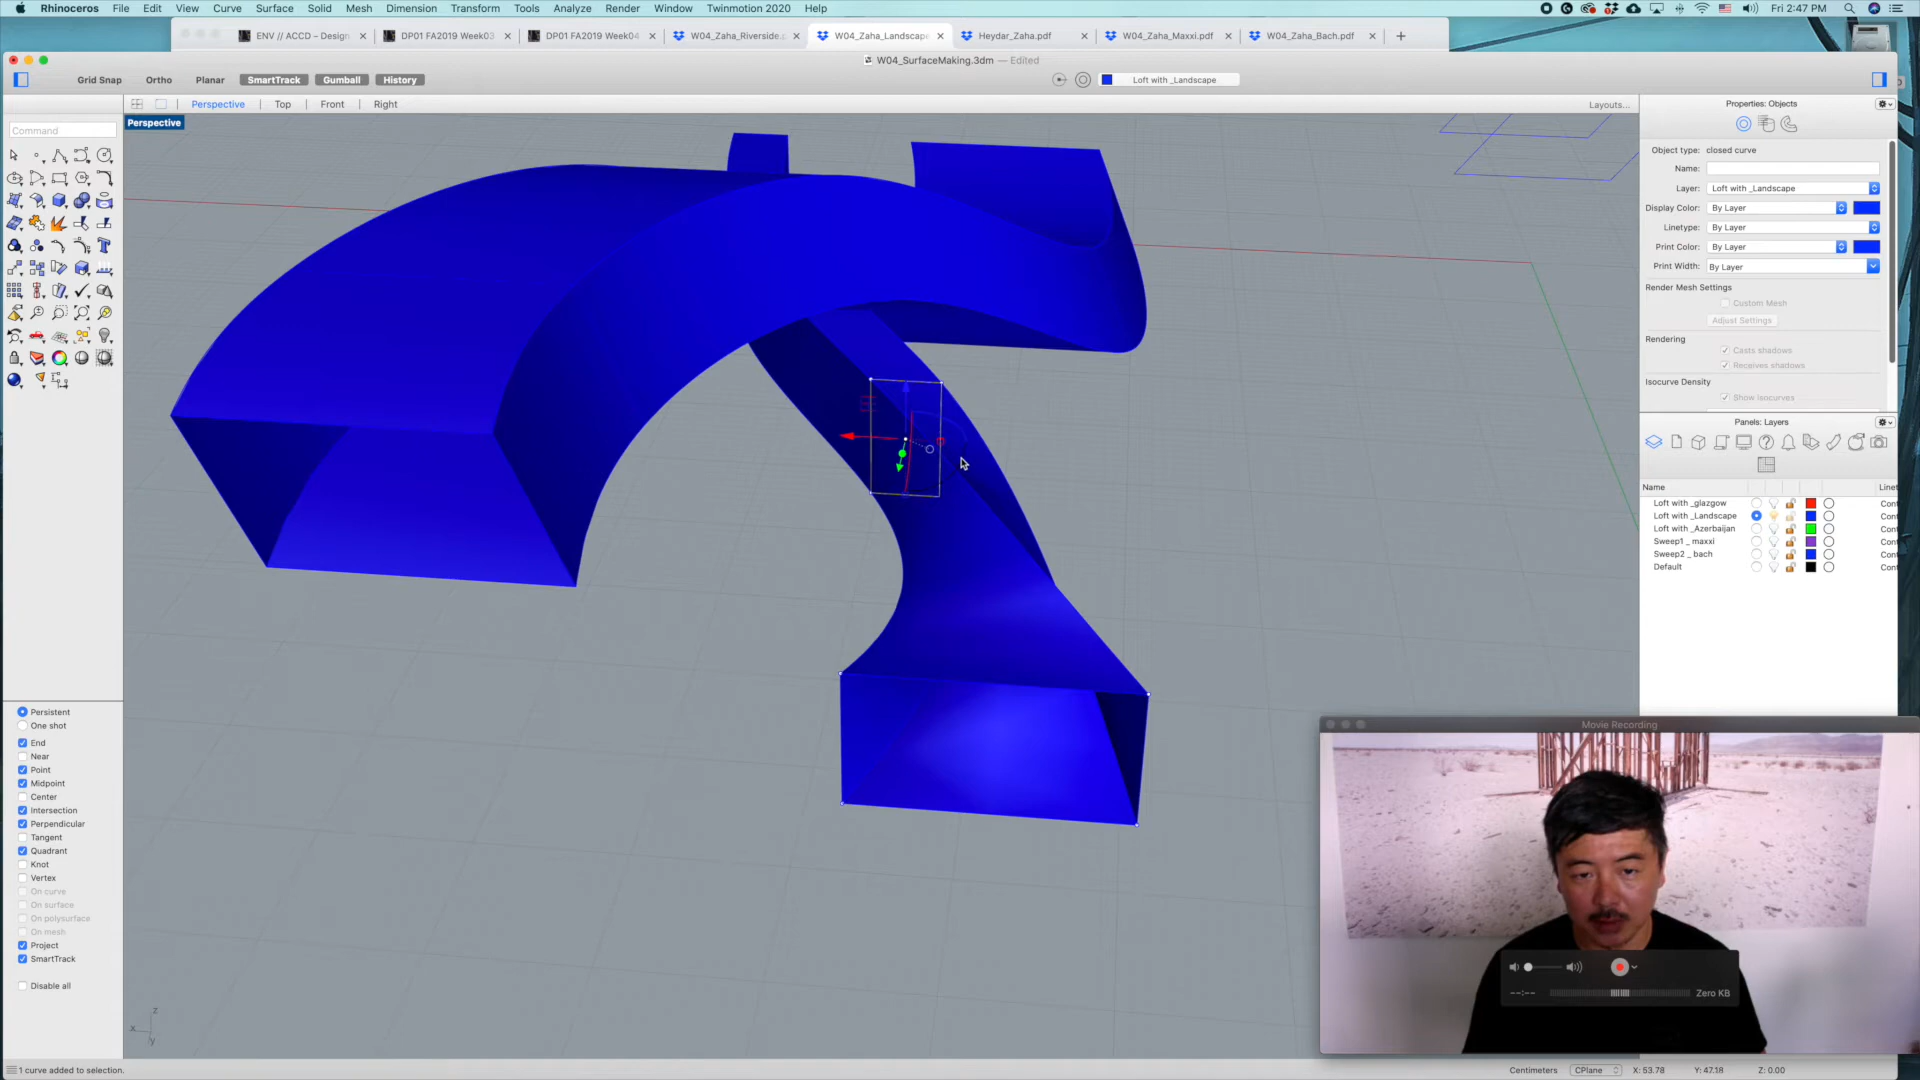 Rhinoceros File Edit View Curve Surface Solid Mesh Dimension Transform Tools Analyze Render Window Twinmotion 2020 Help Fri 2:47 PM
ENV // ACCD – Design DP01 FA2019 Week03 DP01 FA2019 Week04 W04_Zaha_Riverside. W04_Zaha_Landscape Heydar_Zaha.pdf W04_Zaha_Maxxi.pdf W04_Zaha_Bach.pdf
W04_SurfaceMaking.3dm — Edited
Grid Snap Ortho Planar SmartTrack Gumball History Loft with _Landscape
Perspective Top Front Right Layouts...
Perspective
Command
Properties: Objects
Object type: closed curve
Name:
Layer: Loft with _Landscape
Display Color: By Layer
Linetype: By Layer
Print Color: By Layer
Print Width: By Layer
Render Mesh Settings
Custom Mesh
Adjust Settings
Rendering
Casts shadows
Receives shadows
Isocurve Density
Show isocurves
Panels: Layers
Name Linet
Loft with _glazgow Cont
Loft with _Landscape Cont
Loft with _Azerbaijan Cont
Sweep1 _ maxxi Cont
Sweep2 _ bach Cont
Default Cont
Persistent
One shot
End
Near
Point
Midpoint
Center
Intersection
Perpendicular
Tangent
Quadrant
Knot
Vertex
On curve
On surface
On polysurface
On mesh
Project
SmartTrack
Disable all
z
x
y
Movie Recording
--:-- Zero KB
1 curve added to selection. Centimeters CPlane X: 53.78 Y: 47.18 Z: 0.00